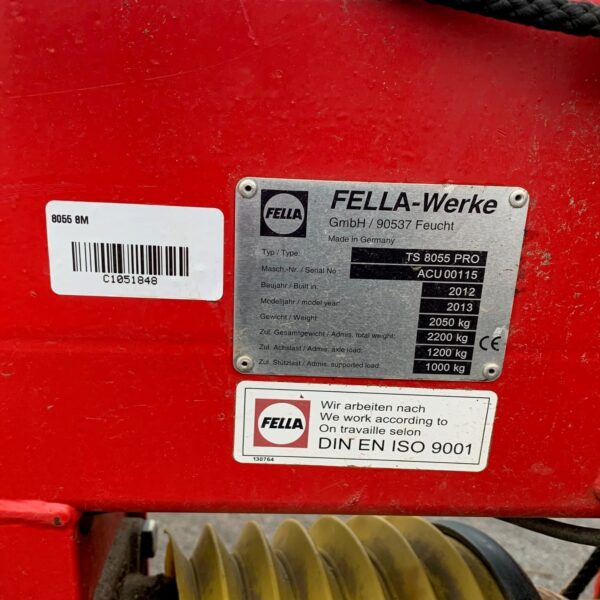 8055 8M
C1051848
FELLA
FELLA-Werke
GmbH / 90537 Feucht
Made in Germany
Typ / Type: TS 8055 PRO
Masch.-Nr. / Serial No.: ACU 00115
Baujahr / Built in: 2012
Modelljahr / model year: 2013
Gewicht / Weight: 2050 kg
Zul. Gesamtgewicht / Admis. total weight: 2200 kg
Zul. Achslast / Admis. axle load: 1200 kg
Zul. Stützlast / Admis. supported load: 1000 kg
CE
FELLA
Wir arbeiten nach
We work according to
On travaille selon
DIN EN ISO 9001
130764